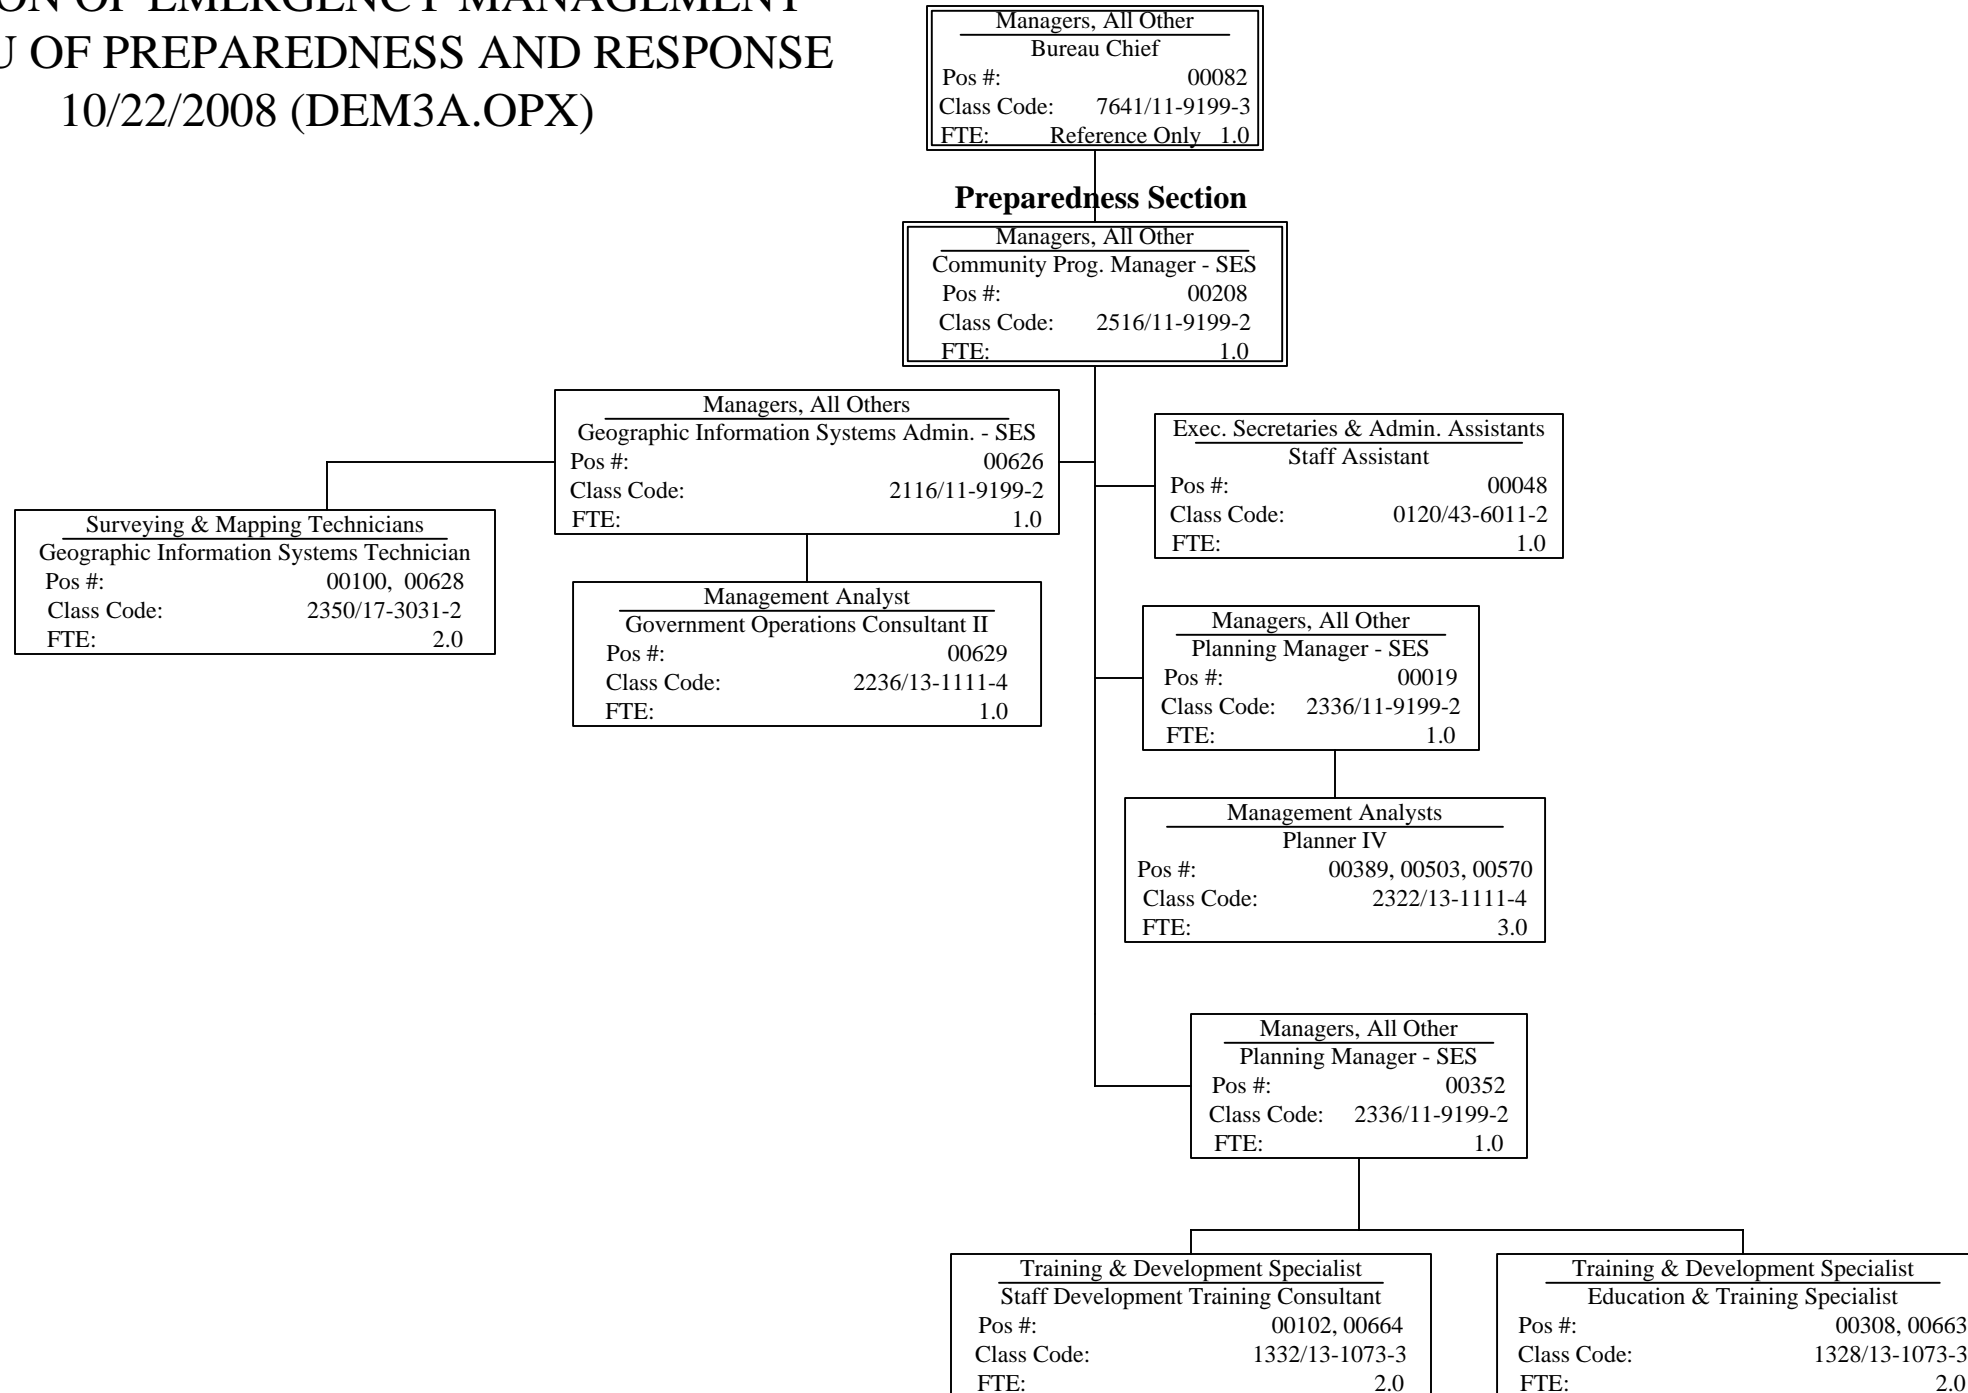 OF EMERGENCY MANAGEMENT
OF PREPAREDNESS AND RESPONSE
10/22/2008 (DEM3A.OPX)
Managers, All Other
Bureau Chief
Pos #: 00082
Class Code: 7641/11-9199-3
FTE: Reference Only 1.0
Preparedness Section
Managers, All Other
Community Prog. Manager - SES
Pos #: 00208
Class Code: 2516/11-9199-2
FTE: 1.0
Managers, All Others
Geographic Information Systems Admin. - SES
Pos #: 00626
Class Code: 2116/11-9199-2
FTE: 1.0
Exec. Secretaries & Admin. Assistants
Staff Assistant
Pos #: 00048
Class Code: 0120/43-6011-2
FTE: 1.0
Surveying & Mapping Technicians
Geographic Information Systems Technician
Pos #: 00100, 00628
Class Code: 2350/17-3031-2
FTE: 2.0
Management Analyst
Government Operations Consultant II
Pos #: 00629
Class Code: 2236/13-1111-4
FTE: 1.0
Managers, All Other
Planning Manager - SES
Pos #: 00019
Class Code: 2336/11-9199-2
FTE: 1.0
Management Analysts
Planner IV
Pos #: 00389, 00503, 00570
Class Code: 2322/13-1111-4
FTE: 3.0
Managers, All Other
Planning Manager - SES
Pos #: 00352
Class Code: 2336/11-9199-2
FTE: 1.0
Training & Development Specialist
Staff Development Training Consultant
Pos #: 00102, 00664
Class Code: 1332/13-1073-3
FTE: 2.0
Training & Development Specialist
Education & Training Specialist
Pos #: 00308, 00663
Class Code: 1328/13-1073-3
FTE: 2.0